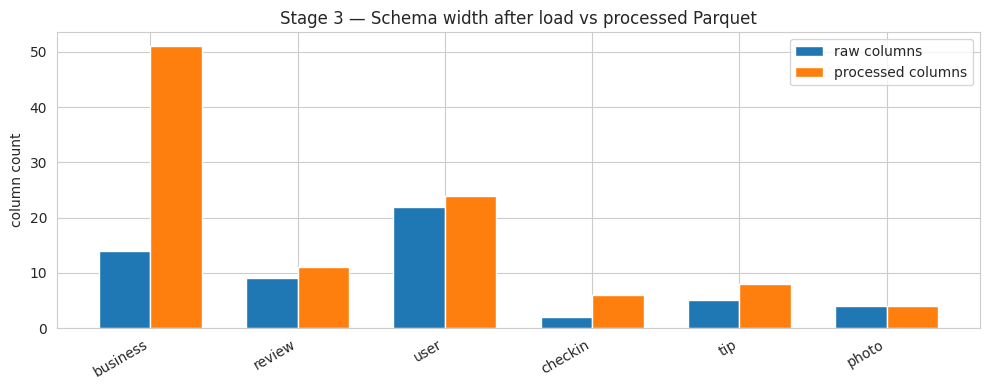 Stage 3 — Schema width after load vs processed Parquet
raw columns
processed columns
column count
50
40
30
20
10
0
business
review
user
checkin
tip
photo